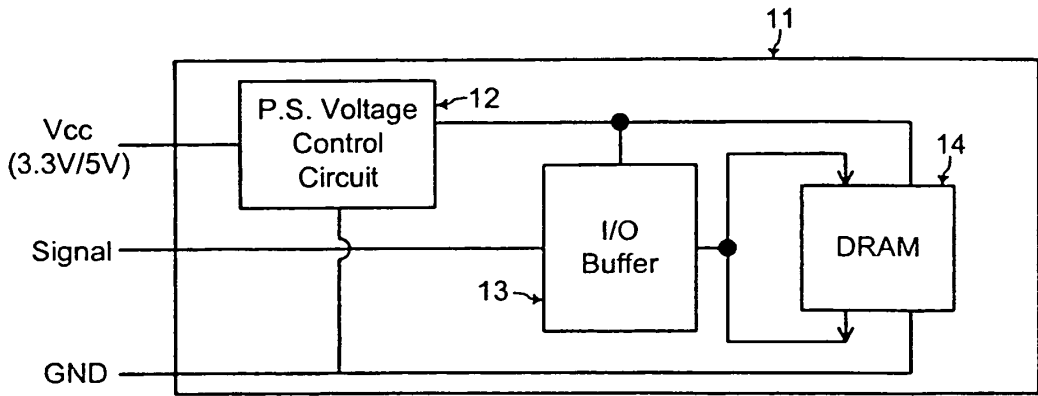 11
P.S. Voltage
Control
Circuit
12
Vcc
(3.3V/5V)
14
I/O
Buffer
DRAM
Signal
13
GND